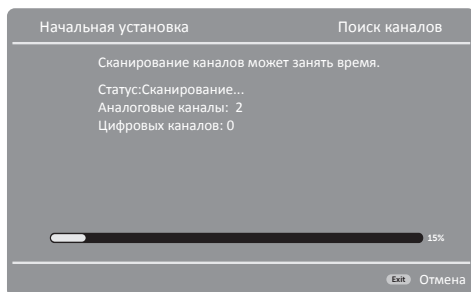 Начальная установка Поиск каналов
Сканирование каналов может занять время.
Статус:Сканирование...
Аналоговые каналы: 2
Цифровых каналов: 0
15%
Exit Отмена